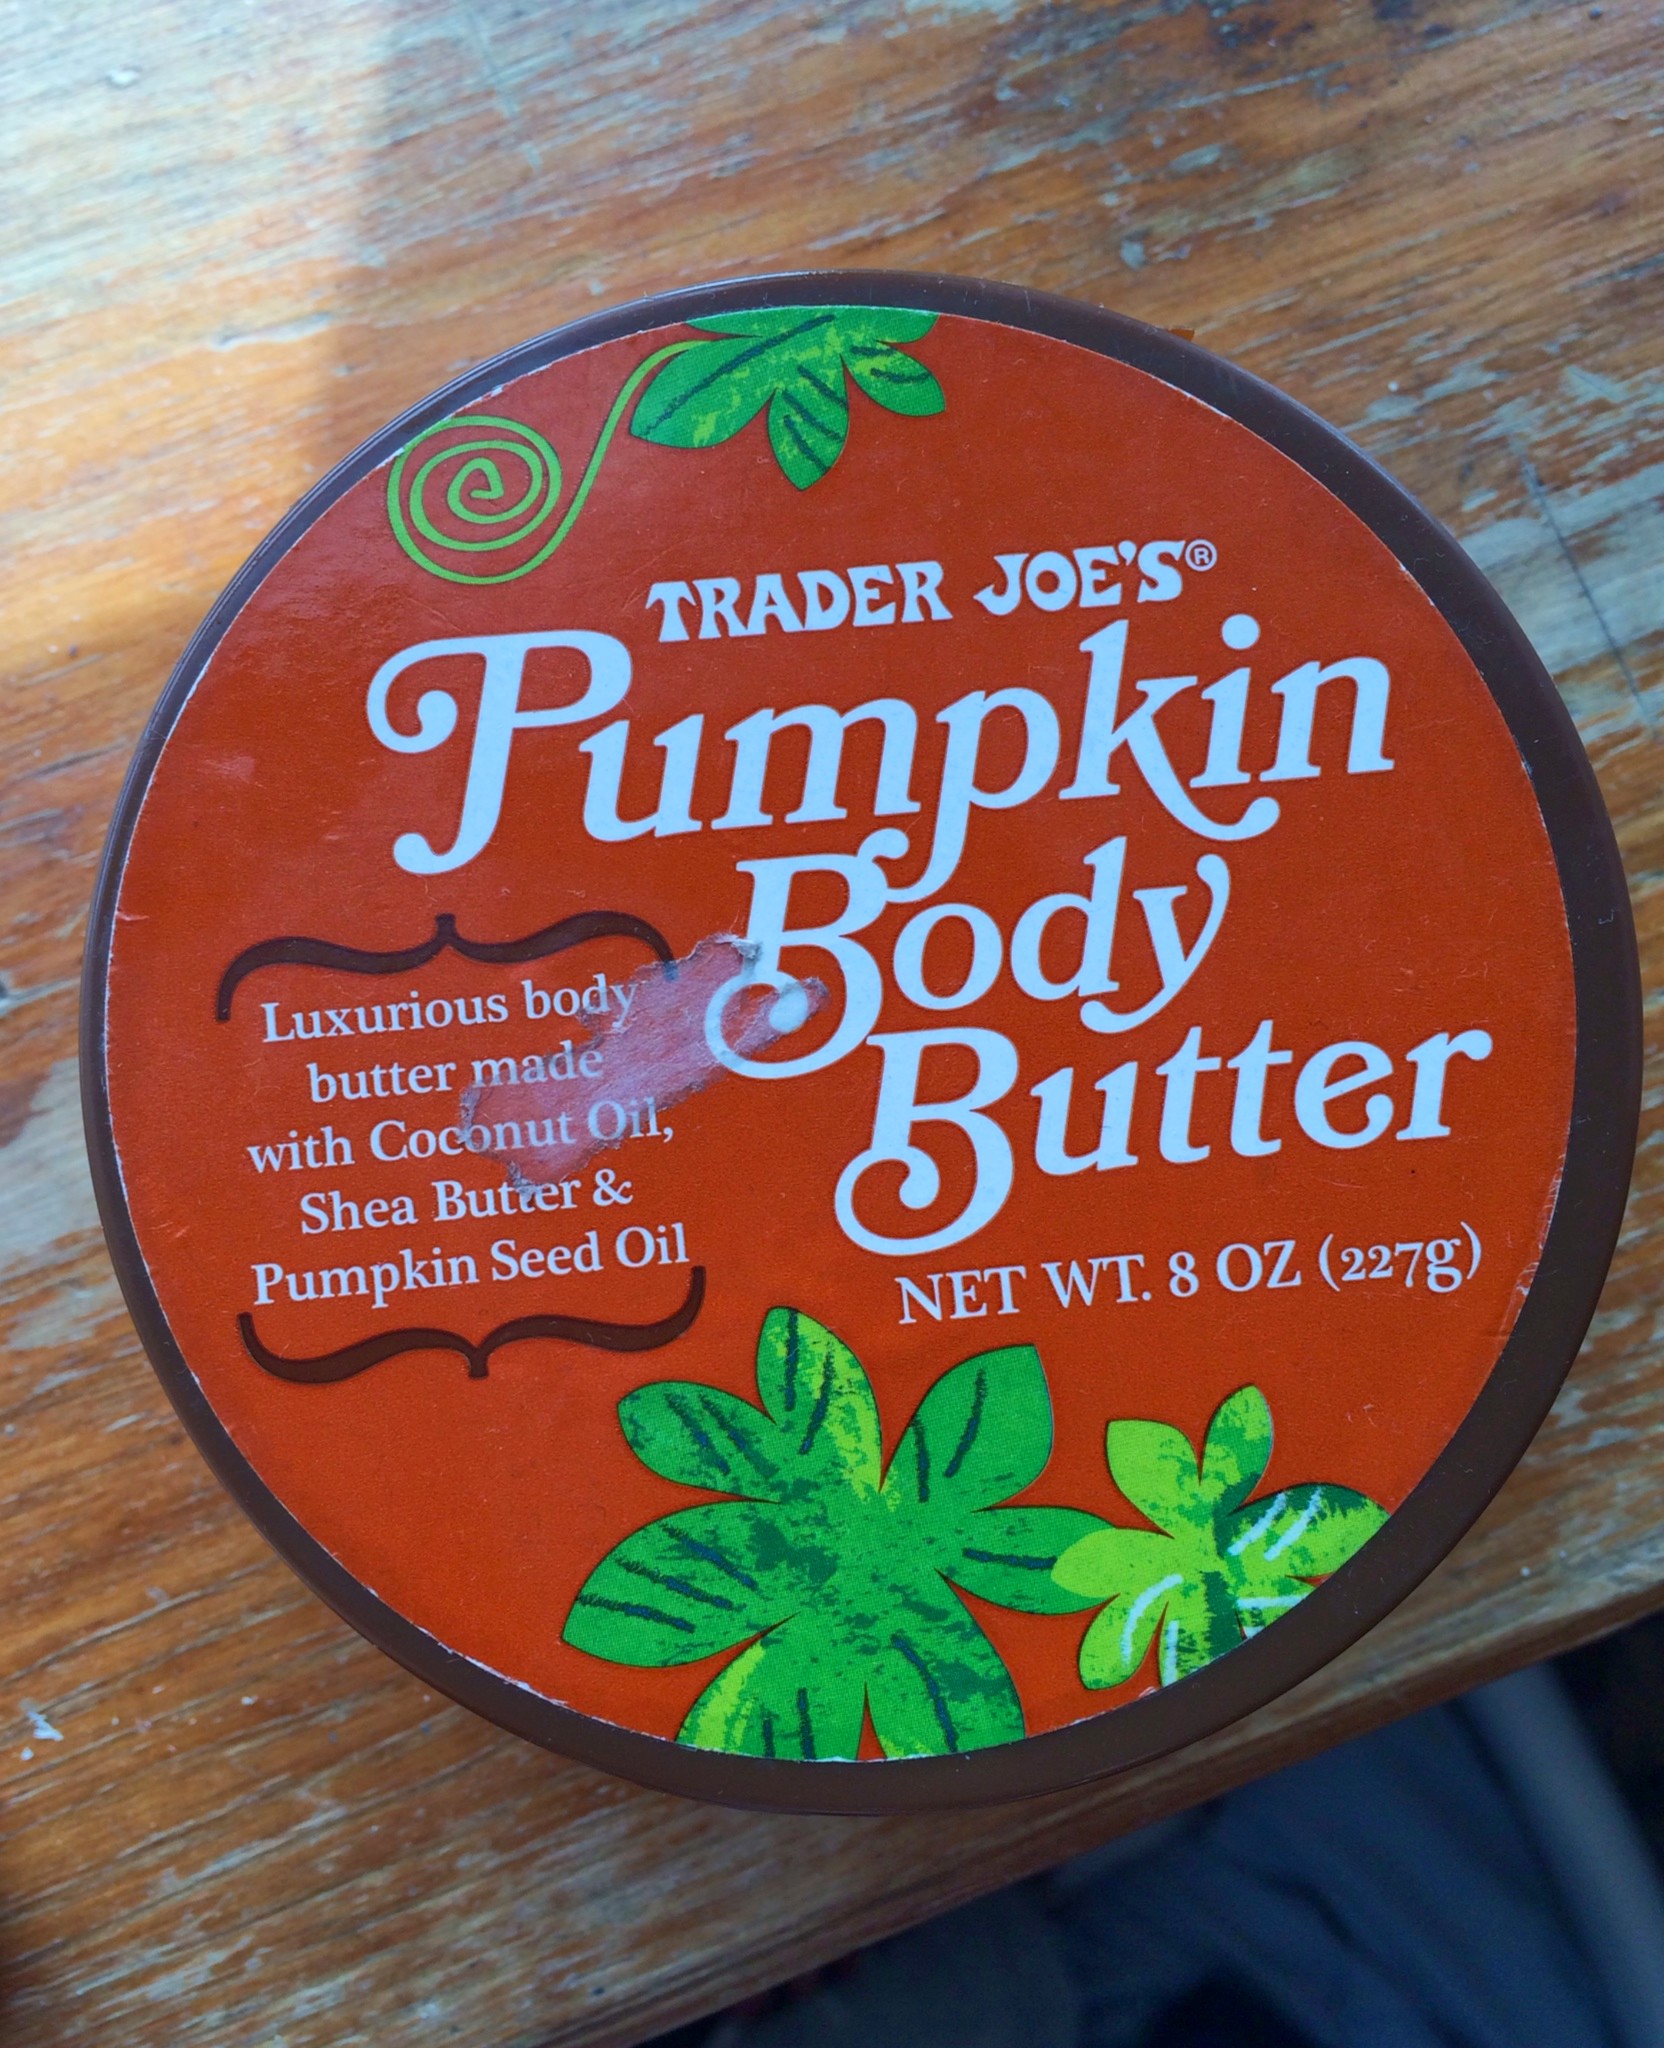 TRADER JOE'S®
Pumpkin
Body
Butter
Luxurious body
butter made
with Coconut Oil,
Shea Butter &
Pumpkin Seed Oil
NET WT. 8 OZ (227g)